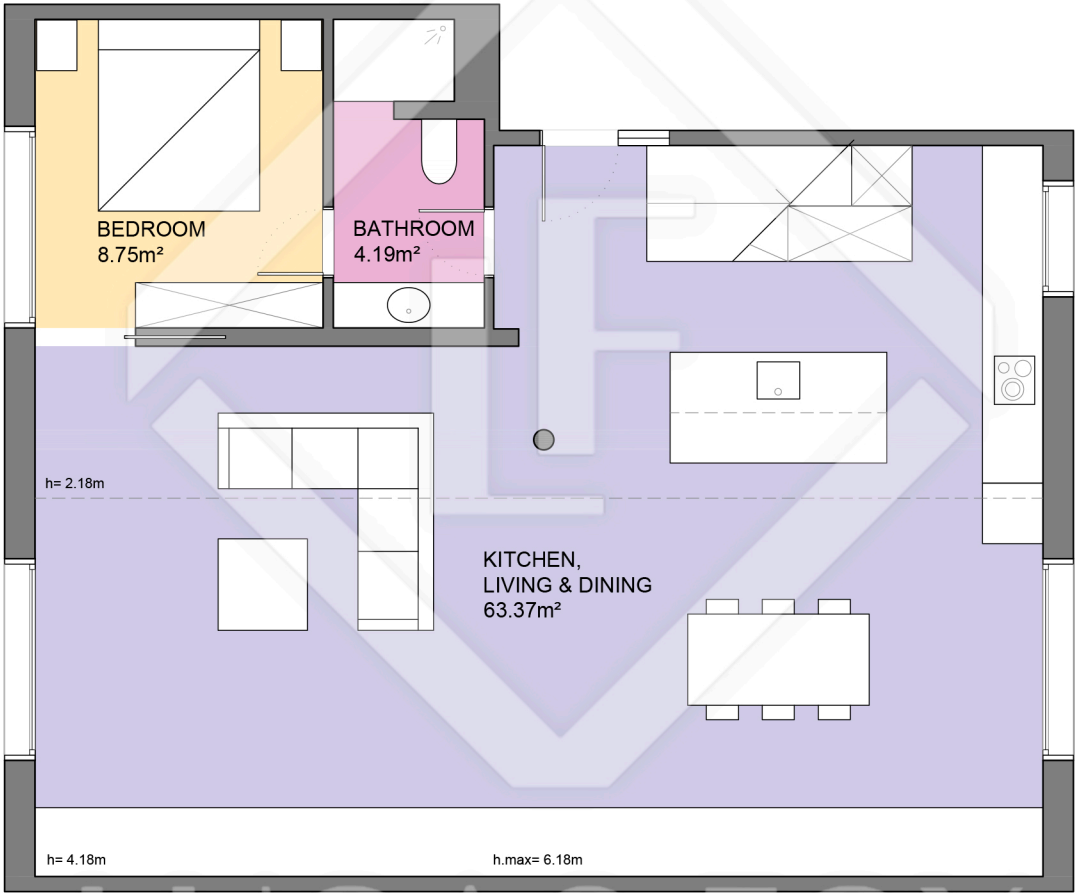 BEDROOM
8.75m²
BATHROOM
4.19m²
h= 2.18m
KITCHEN,
LIVING & DINING
63.37m²
h= 4.18m
h.max= 6.18m